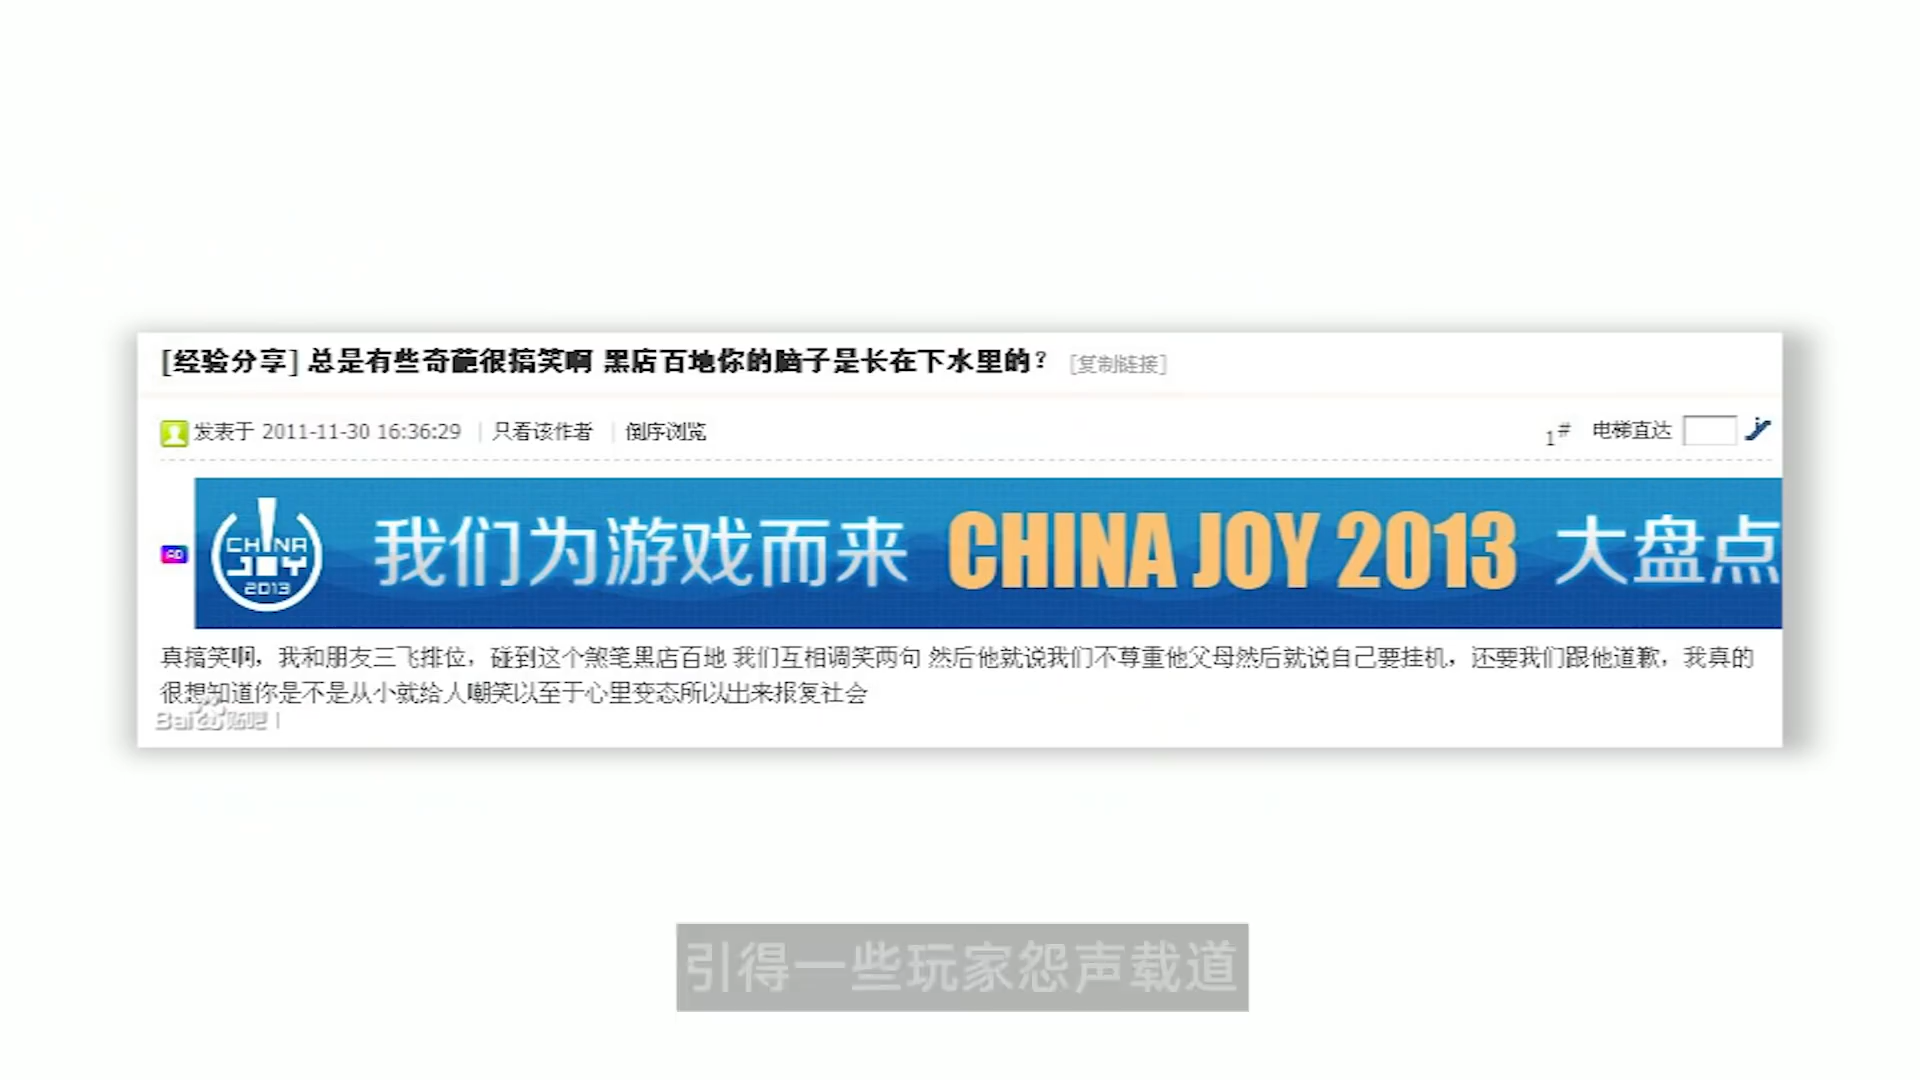 [经验分享] 总是有些奇葩很搞笑啊 黑店百地你的脑子是长在下水里的？ [复制链接]
发表于 2011-11-30 16:36:29 | 只看该作者 | 倒序浏览
1# 电梯直达
AD
CHINA
JOY
2013
我们为游戏而来 CHINA JOY 2013 大盘点
真搞笑啊，我和朋友三飞排位，碰到这个煞笔黑店百地 我们互相调笑两句 然后他就说我们不尊重他父母然后就说自己要挂机，还要我们跟他道歉，我真的
很想知道你是不是从小就给人嘲笑以至于心里变态所以出来报复社会
Bai贴吧
引得一些玩家怨声载道